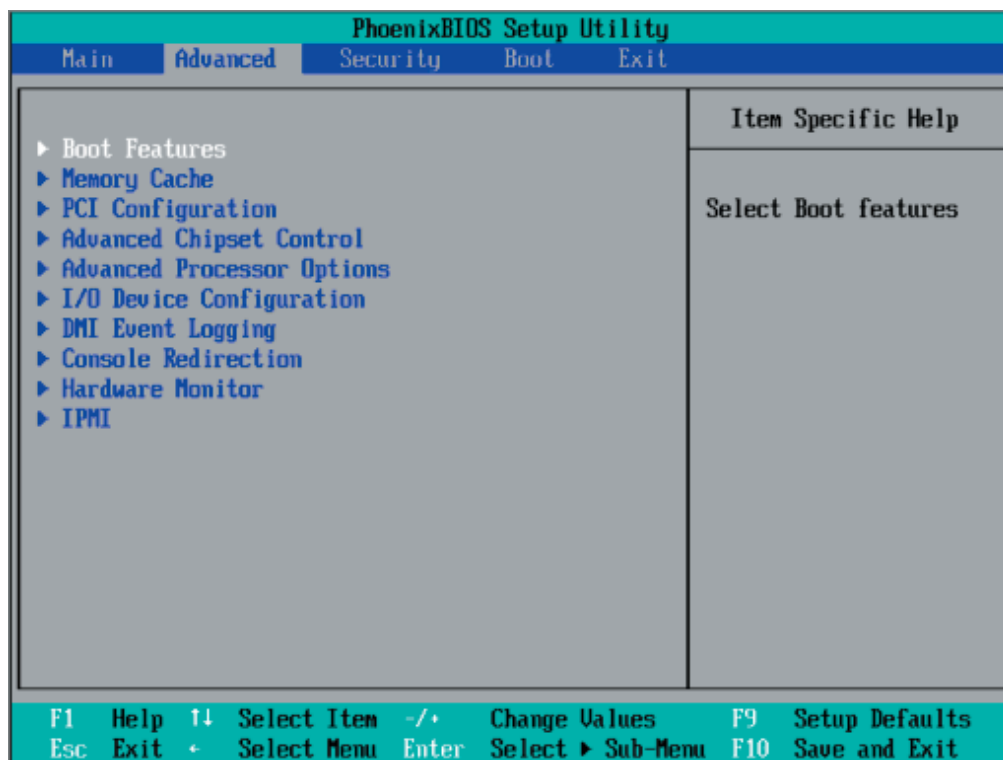 PhoenixBIOS Setup Utility
Main Advanced Security Boot Exit
Item Specific Help
▶ Boot Features
▶ Memory Cache
▶ PCI Configuration
▶ Advanced Chipset Control
▶ Advanced Processor Options
▶ I/O Device Configuration
▶ DMI Event Logging
▶ Console Redirection
▶ Hardware Monitor
▶ IPMI
Select Boot features
F1 Help ↑↓ Select Item -/+ Change Values F9 Setup Defaults
Esc Exit ← Select Menu Enter Select ▶ Sub-Menu F10 Save and Exit